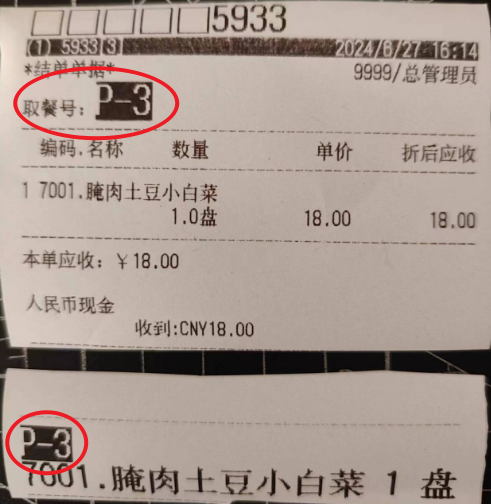 □□□□□5933
(1) 5933[3] 2024/6/27 16:14
*结单单据* 9999/总管理员
取餐号: P-3
编码.名称 数量 单价 折后应收
1 7001.腌肉土豆小白菜
1.0盘 18.00 18.00
本单应收: ¥18.00
人民币现金
收到:CNY18.00
P-3
7001.腌肉土豆小白菜 1 盘